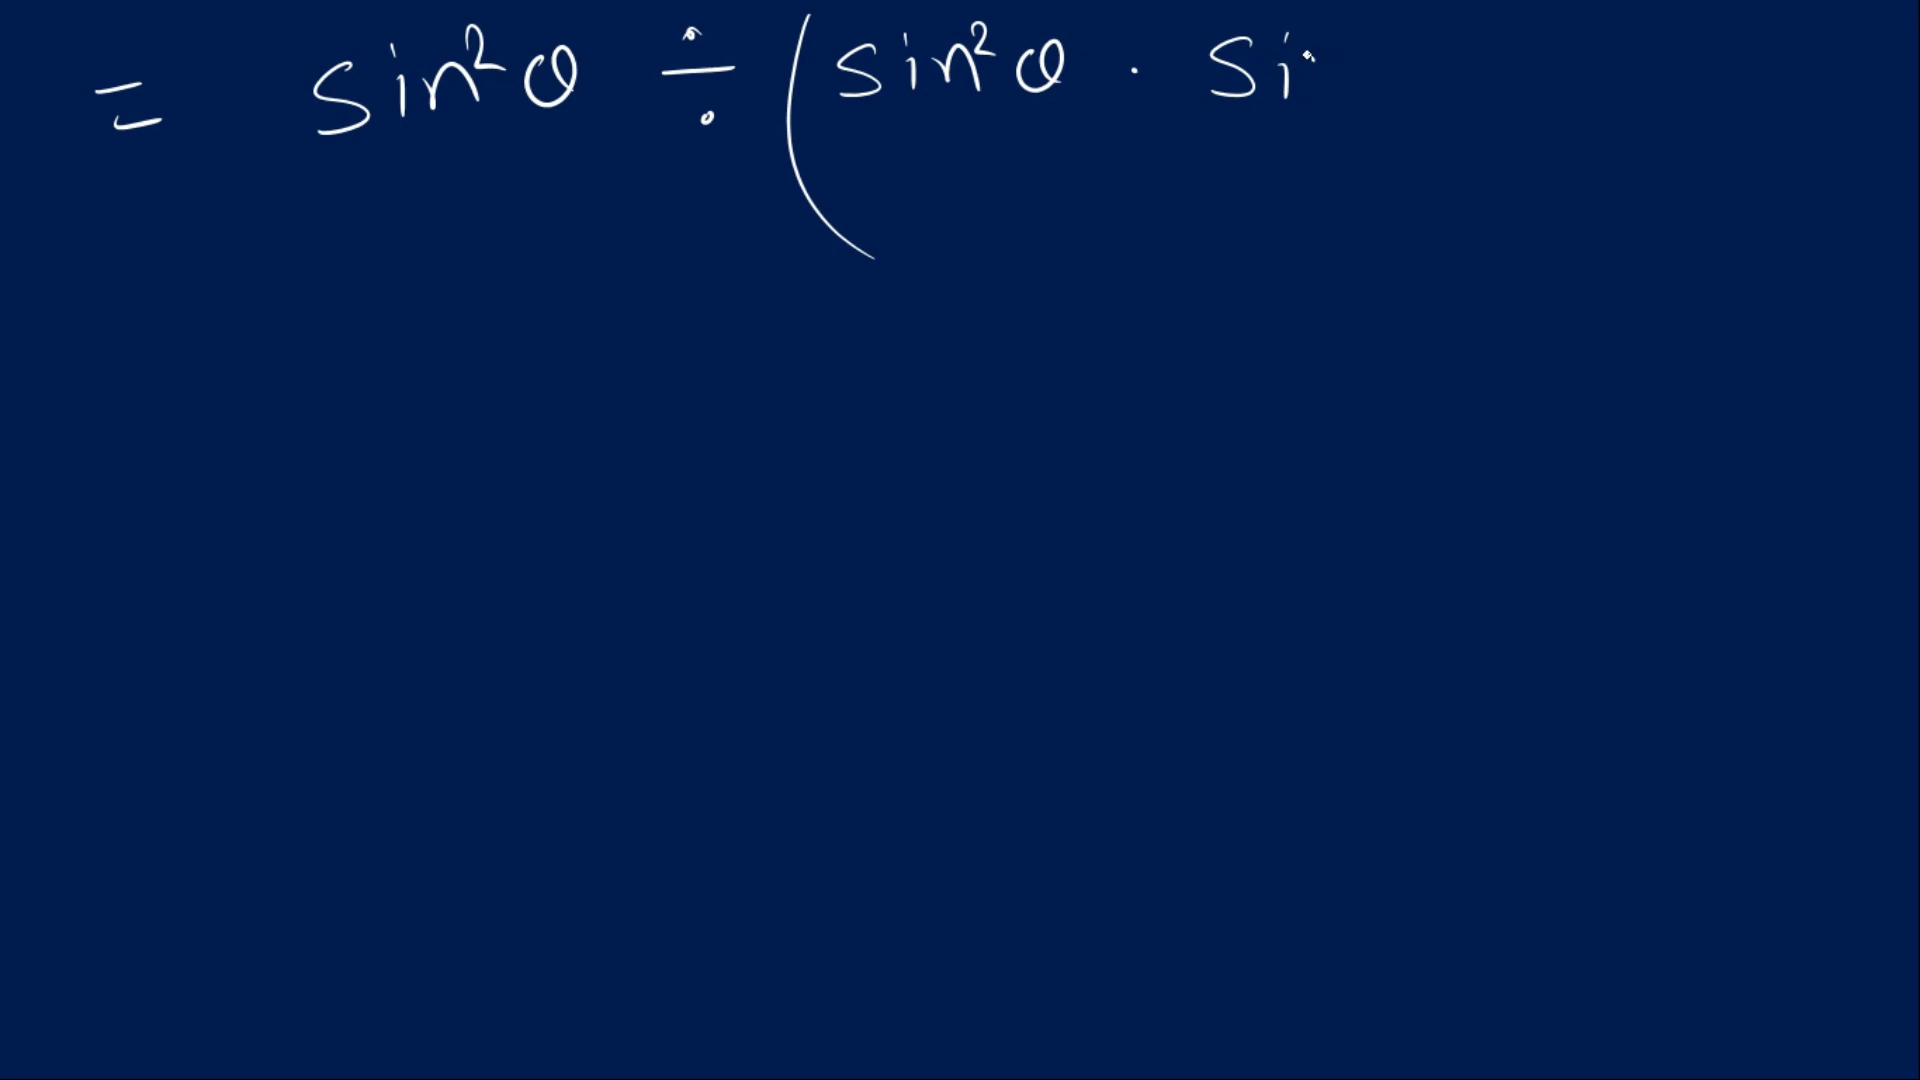 = sin²θ ÷ (sin²θ · si